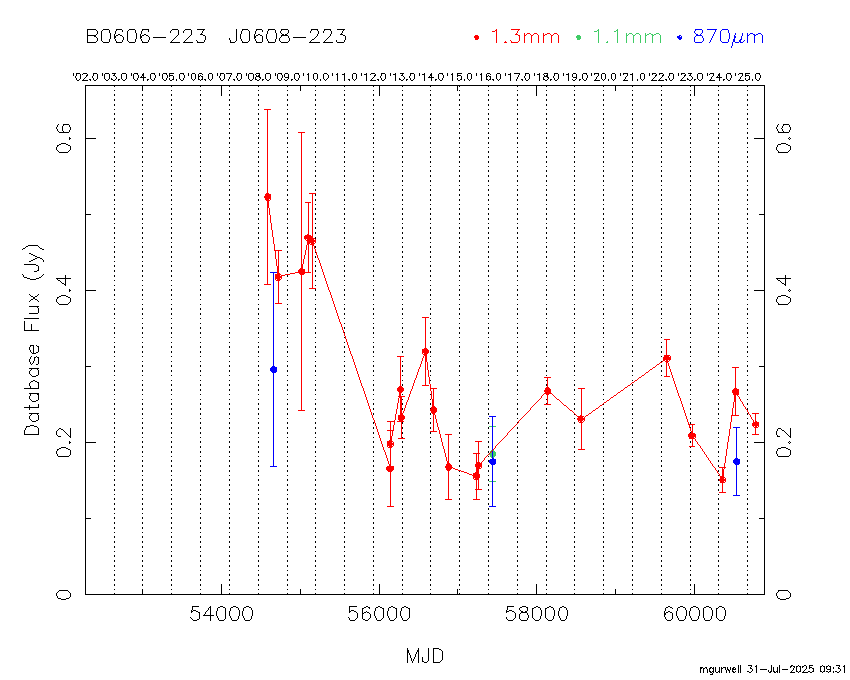 B0606-223 J0608-223 1.3mm 1.1mm 870μm
'02.0 '03.0 '04.0 '05.0 '06.0 '07.0 '08.0 '09.0 '10.0 '11.0 '12.0 '13.0 '14.0 '15.0 '16.0 '17.0 '18.0 '19.0 '20.0 '21.0 '22.0 '23.0 '24.0 '25.0
0.6 0.6
0.4 0.4
Database Flux (Jy)
0.2 0.2
0 0
54000 56000 58000 60000
MJD
mgurwell 31-Jul-2025 09:31